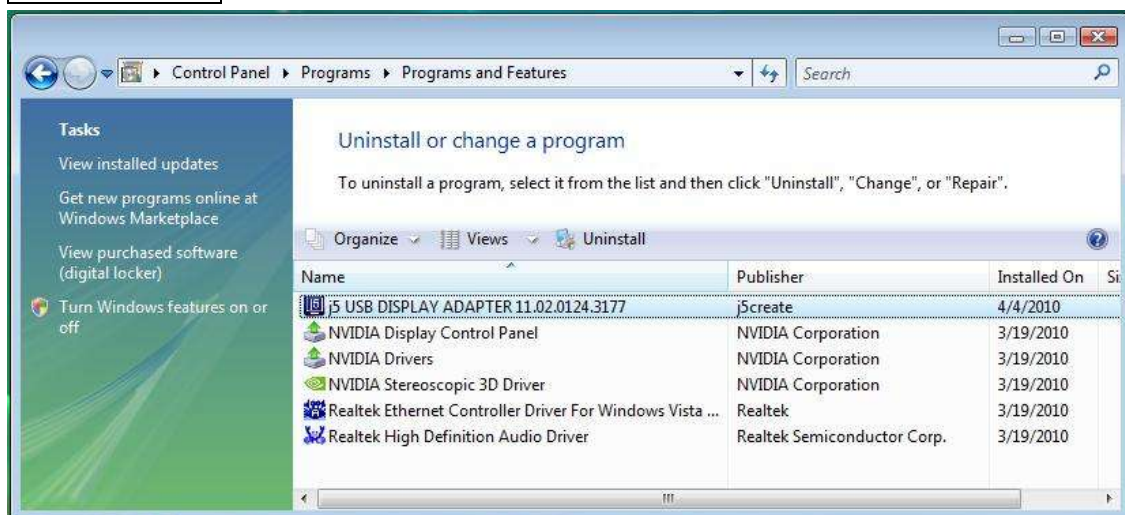 Control Panel ▸ Programs ▸ Programs and Features
Search
Tasks
View installed updates
Get new programs online at
Windows Marketplace
View purchased software
(digital locker)
Turn Windows features on or
off
Uninstall or change a program
To uninstall a program, select it from the list and then click "Uninstall", "Change", or "Repair".
Organize Views Uninstall
Name Publisher Installed On Si
j5 USB DISPLAY ADAPTER 11.02.0124.3177 j5create 4/4/2010
NVIDIA Display Control Panel NVIDIA Corporation 3/19/2010
NVIDIA Drivers NVIDIA Corporation 3/19/2010
NVIDIA Stereoscopic 3D Driver NVIDIA Corporation 3/19/2010
Realtek Ethernet Controller Driver For Windows Vista ... Realtek 3/19/2010
Realtek High Definition Audio Driver Realtek Semiconductor Corp. 3/19/2010